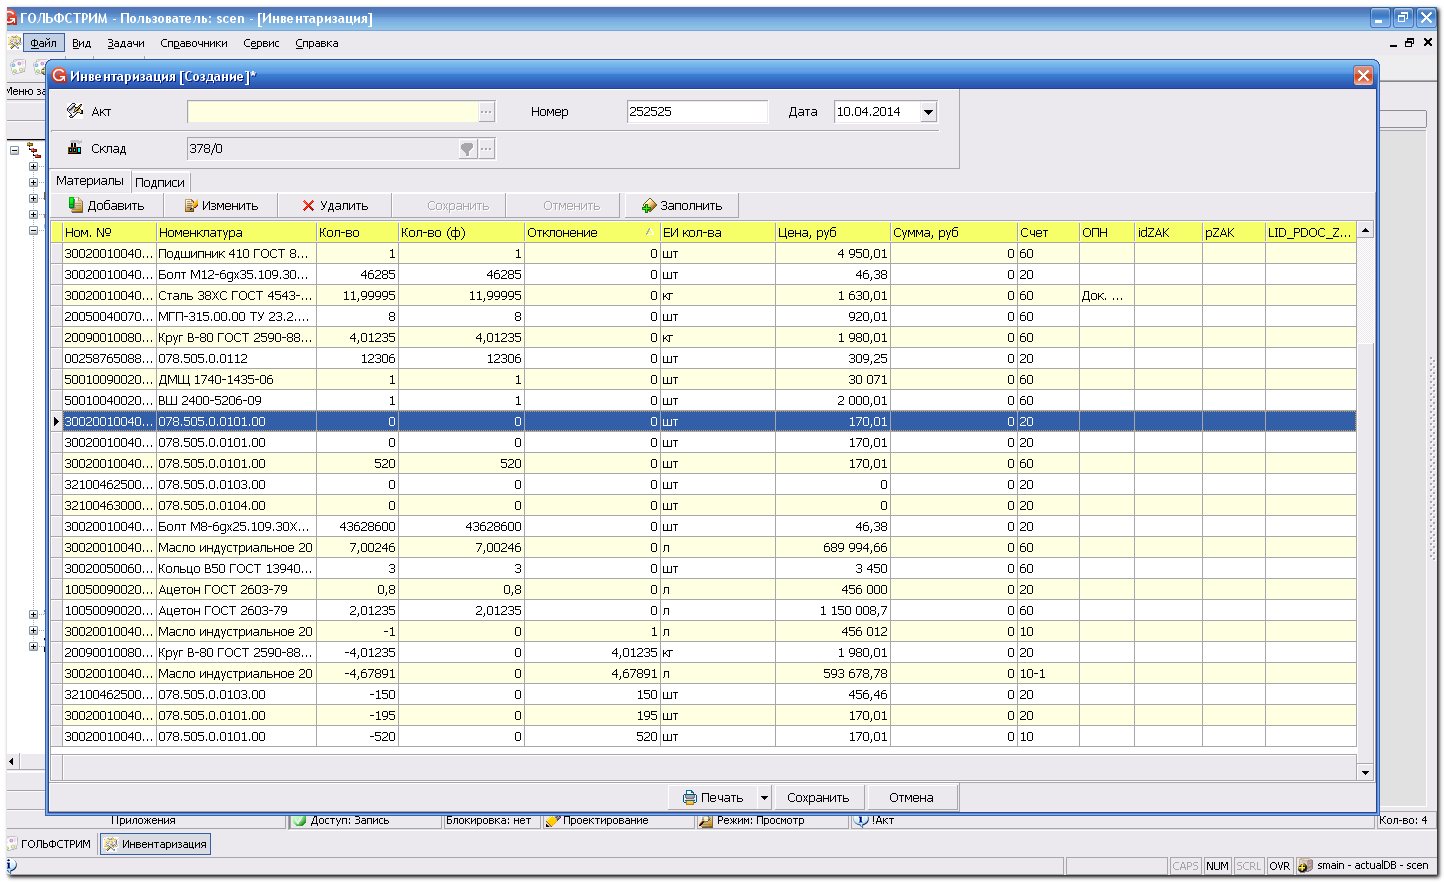 ГОЛЬФСТРИМ - Пользователь: scen - [Инвентаризация]
Файл Вид Задачи Справочники Сервис Справка
Меню за
Инвентаризация [Создание]*
Акт Номер 252525 Дата 10.04.2014
Склад 378/0
Материалы Подписи
Добавить Изменить Удалить Сохранить Отменить Заполнить
Ном. № Номенклатура Кол-во Кол-во (ф) Отклонение ЕИ кол-ва Цена, руб Сумма, руб Счет ОПН idZAK pZAK LID_PDOC_Z...
30020010040... Подшипник 410 ГОСТ 8... 1 1 0 шт 4 950,01 0 60
30020010040... Болт М12-6gх35.109.30... 46285 46285 0 шт 46,38 0 20
30020010040... Сталь 38ХС ГОСТ 4543-... 11,99995 11,99995 0 кг 1 630,01 0 60 Док. ...
20050040070... МГП-315.00.00 ТУ 23.2.... 8 8 0 шт 920,01 0 60
20090010080... Круг В-80 ГОСТ 2590-88... 4,01235 4,01235 0 кг 1 980,01 0 60
00258765088... 078.505.0.0112 12306 12306 0 шт 309,25 0 20
50010090020... ДМЩ 1740-1435-06 1 1 0 шт 30 071 0 60
50010040020... ВШ 2400-5206-09 1 1 0 шт 2 000,01 0 60
30020010040... 078.505.0.0101.00 0 0 0 шт 170,01 0 20
30020010040... 078.505.0.0101.00 0 0 0 шт 170,01 0 20
30020010040... 078.505.0.0101.00 520 520 0 шт 170,01 0 60
32100462500... 078.505.0.0103.00 0 0 0 шт 0 0 20
32100463000... 078.505.0.0104.00 0 0 0 шт 0 0 20
30020010040... Болт М8-6gх25.109.30Х... 43628600 43628600 0 шт 46,38 0 20
30020010040... Масло индустриальное 20 7,00246 7,00246 0 л 689 994,66 0 60
30020050060... Кольцо В50 ГОСТ 13940... 3 3 0 шт 3 450 0 60
10050090020... Ацетон ГОСТ 2603-79 0,8 0,8 0 л 456 000 0 20
10050090020... Ацетон ГОСТ 2603-79 2,01235 2,01235 0 л 1 150 008,7 0 60
30020010040... Масло индустриальное 20 -1 0 1 л 456 012 0 10
20090010080... Круг В-80 ГОСТ 2590-88... -4,01235 0 4,01235 кг 1 980,01 0 20
30020010040... Масло индустриальное 20 -4,67891 0 4,67891 л 593 678,78 0 10-1
32100462500... 078.505.0.0103.00 -150 0 150 шт 456,46 0 20
30020010040... 078.505.0.0101.00 -195 0 195 шт 170,01 0 20
30020010040... 078.505.0.0101.00 -520 0 520 шт 170,01 0 10
Печать Сохранить Отмена
Приложения Доступ: Запись Блокировка: нет Проектирование Режим: Просмотр !Акт Кол-во: 4
ГОЛЬФСТРИМ Инвентаризация
CAPS NUM SCRL OVR smain - actualDB - scen